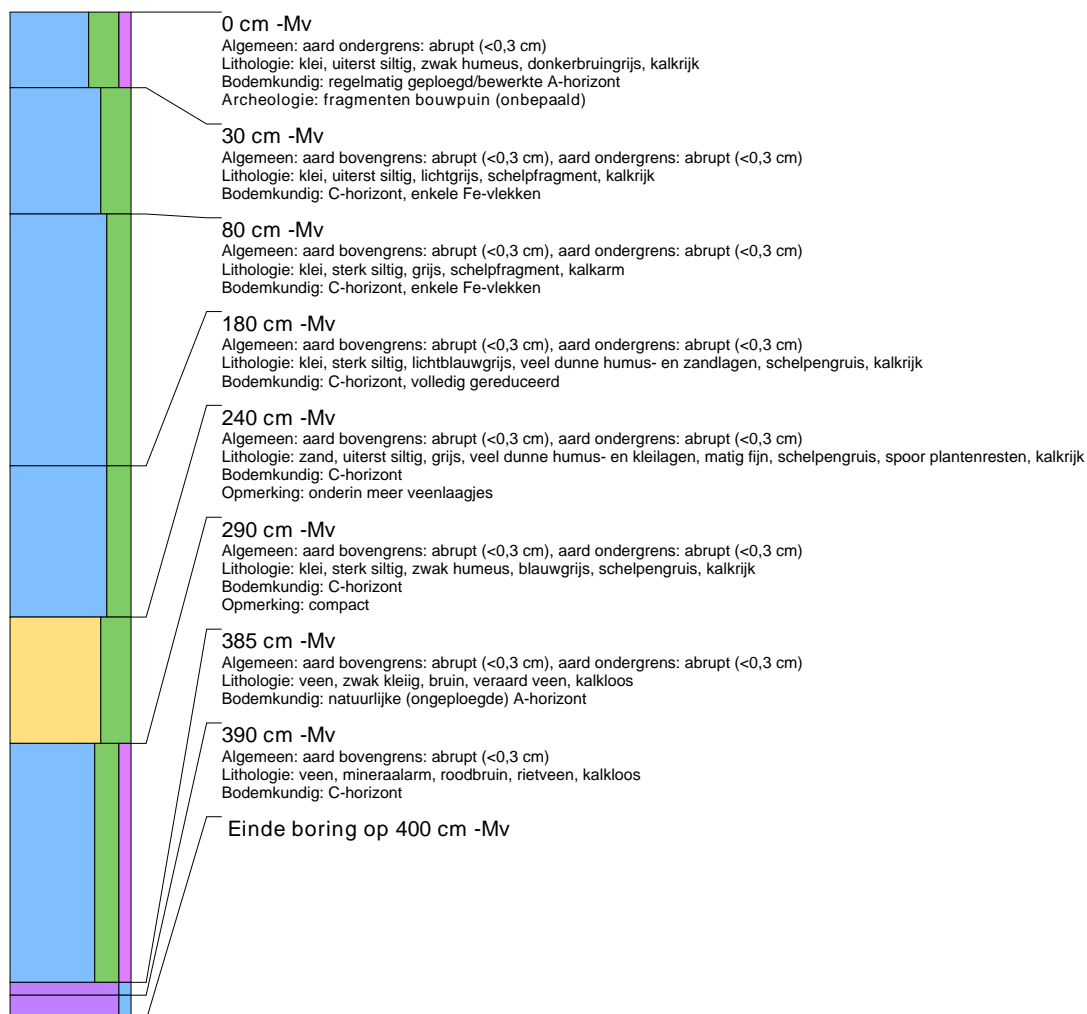 0 cm -Mv
Algemeen: aard ondergrens: abrupt (<0,3 cm)
Lithologie: klei, uiterst siltig, zwak humeus, donkerbruingrijs, kalkrijk
Bodemkundig: regelmatig geploegd/bewerkte A-horizont
Archeologie: fragmenten bouwpuin (onbepaald)
30 cm -Mv
Algemeen: aard bovengrens: abrupt (<0,3 cm), aard ondergrens: abrupt (<0,3 cm)
Lithologie: klei, uiterst siltig, lichtgrijs, schelpfragment, kalkrijk
Bodemkundig: C-horizont, enkele Fe-vlekken
80 cm -Mv
Algemeen: aard bovengrens: abrupt (<0,3 cm), aard ondergrens: abrupt (<0,3 cm)
Lithologie: klei, sterk siltig, grijs, schelpfragment, kalkarm
Bodemkundig: C-horizont, enkele Fe-vlekken
180 cm -Mv
Algemeen: aard bovengrens: abrupt (<0,3 cm), aard ondergrens: abrupt (<0,3 cm)
Lithologie: klei, sterk siltig, lichtblauwgrijs, veel dunne humus- en zandlagen, schelpengruis, kalkrijk
Bodemkundig: C-horizont, volledig gereduceerd
240 cm -Mv
Algemeen: aard bovengrens: abrupt (<0,3 cm), aard ondergrens: abrupt (<0,3 cm)
Lithologie: zand, uiterst siltig, grijs, veel dunne humus- en kleilagen, matig fijn, schelpengruis, spoor plantenresten, kalkrijk
Bodemkundig: C-horizont
Opmerking: onderin meer veenlaagjes
290 cm -Mv
Algemeen: aard bovengrens: abrupt (<0,3 cm), aard ondergrens: abrupt (<0,3 cm)
Lithologie: klei, sterk siltig, zwak humeus, blauwgrijs, schelpengruis, kalkrijk
Bodemkundig: C-horizont
Opmerking: compact
385 cm -Mv
Algemeen: aard bovengrens: abrupt (<0,3 cm), aard ondergrens: abrupt (<0,3 cm)
Lithologie: veen, zwak kleiig, bruin, veraard veen, kalkloos
Bodemkundig: natuurlijke (ongeploegde) A-horizont
390 cm -Mv
Algemeen: aard bovengrens: abrupt (<0,3 cm)
Lithologie: veen, mineraalarm, roodbruin, rietveen, kalkloos
Bodemkundig: C-horizont
Einde boring op 400 cm -Mv